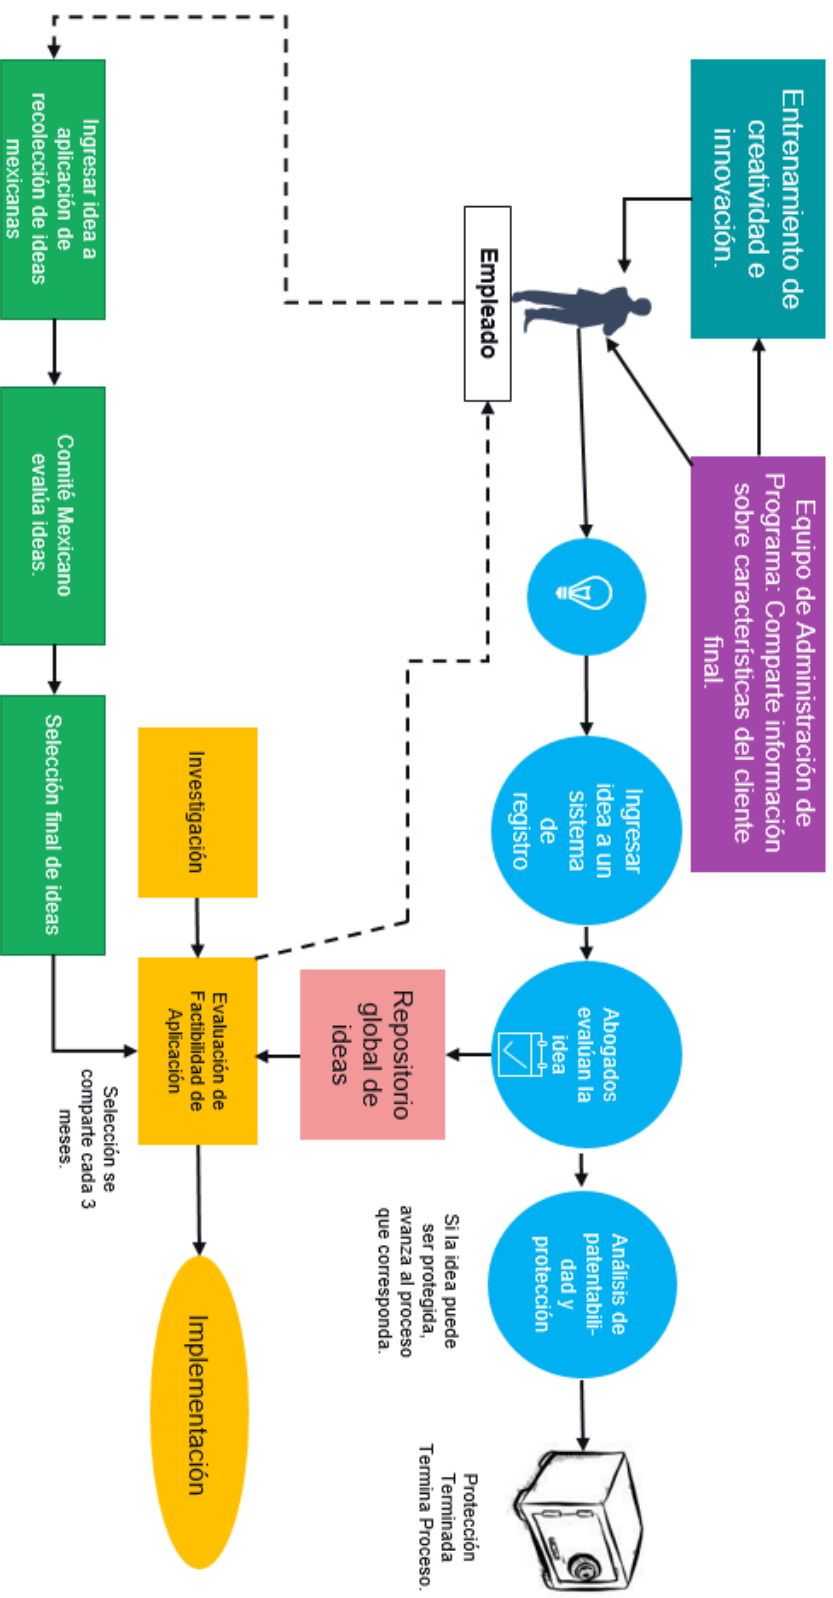 Entrenamiento de
creatividad e
innovación.
Equipo de Administración de
Programa: Comparte información
sobre características del cliente
final.
Empleado
Ingresar
idea a un
sistema
de
registro
Abogados
evalúan la
idea
Análisis de
patentabili-
dad y
protección
Si la idea puede
ser protegida,
avanza al proceso
que corresponda.
Protección
Terminada
Termina Proceso.
Repositorio
global de
ideas
Investigación
Evaluación de
Factibilidad de
Aplicación
Implementación
Ingresar idea a
aplicación de
recolección de ideas
mexicanas
Comité Mexicano
evalúa ideas.
Selección final de ideas
Selección se
comparte cada 3
meses.